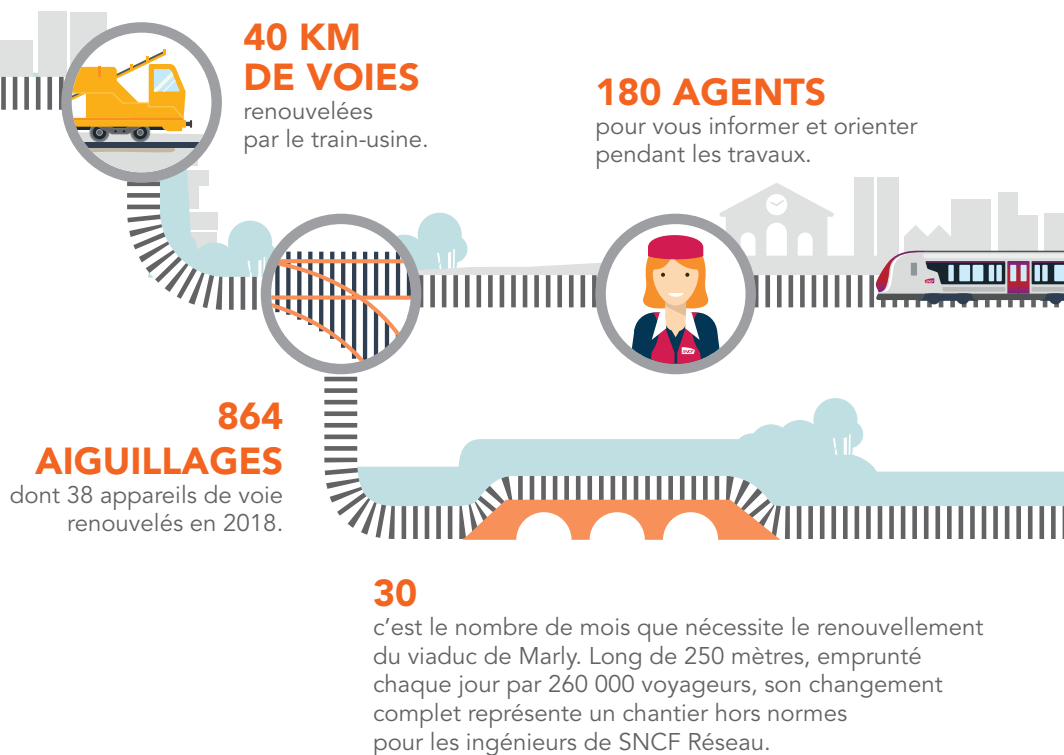 40 KM
DE VOIES
renouvelées
par le train-usine.
180 AGENTS
pour vous informer et orienter
pendant les travaux.
864
AIGUILLAGES
dont 38 appareils de voie
renouvelés en 2018.
30
c’est le nombre de mois que nécessite le renouvellement
du viaduc de Marly. Long de 250 mètres, emprunté
chaque jour par 260 000 voyageurs, son changement
complet représente un chantier hors normes
pour les ingénieurs de SNCF Réseau.
SNCF
SNCF